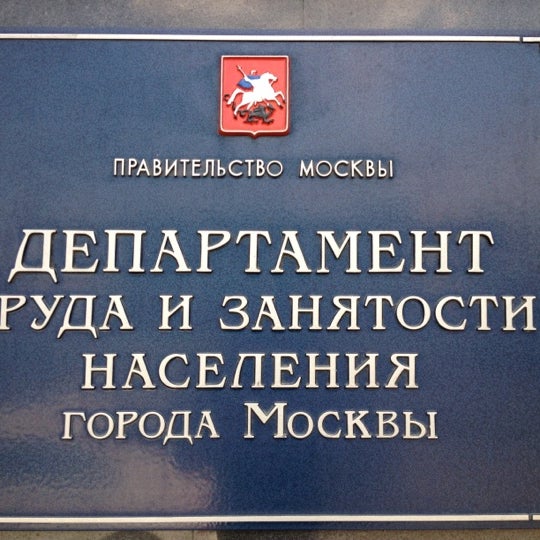 ПРАВИТЕЛЬСТВО МОСКВЫ
ДЕПАРТАМЕНТ
РУДА И ЗАНЯТОСТИ
НАСЕЛЕНИЯ
ГОРОДА МОСКВЫ